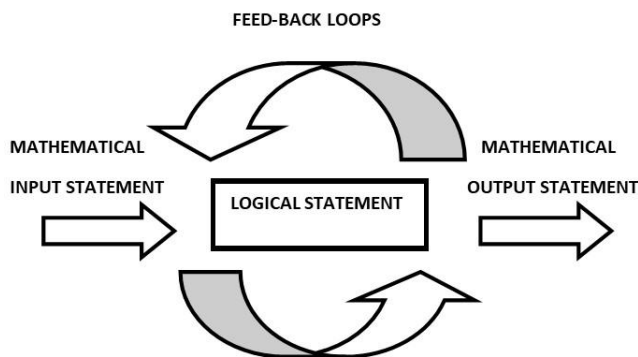 FEED-BACK LOOPS
MATHEMATICAL
INPUT STATEMENT
LOGICAL STATEMENT
MATHEMATICAL
OUTPUT STATEMENT